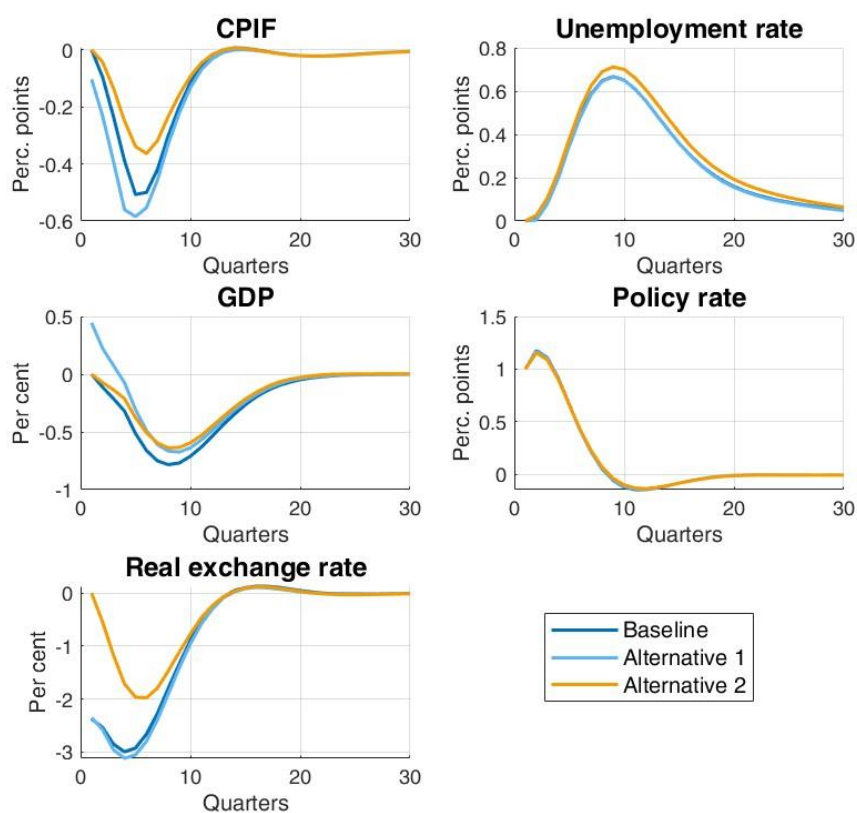 CPIF
Perc. points
0
-0.2
-0.4
-0.6
0
10
20
30
Quarters
Unemployment rate
Perc. points
0.8
0.6
0.4
0.2
0
0
10
20
30
Quarters
GDP
Per cent
0.5
0
-0.5
-1
0
10
20
30
Quarters
Policy rate
Perc. points
1.5
1
0.5
0
0
10
20
30
Quarters
Real exchange rate
Per cent
0
-1
-2
-3
0
10
20
30
Quarters
Baseline
Alternative 1
Alternative 2